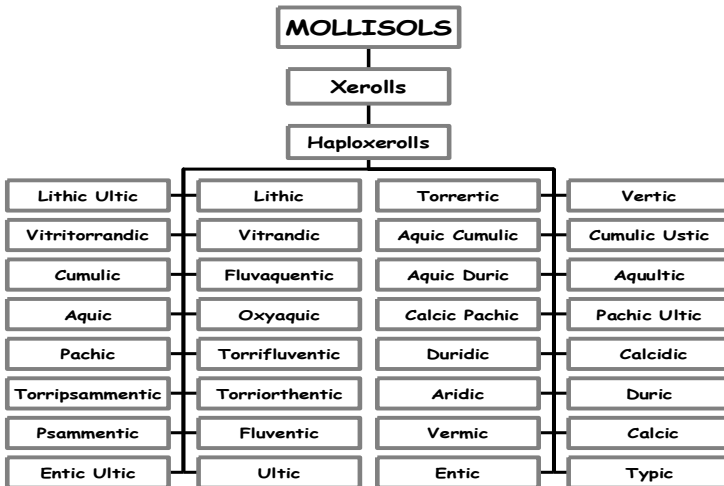 MOLLISOLS
Xerolls
Haploxerolls
Lithic Ultic
Lithic
Torrertic
Vertic
Vitritorrandic
Vitrandic
Aquic Cumulic
Cumulic Ustic
Cumulic
Fluvaquentic
Aquic Duric
Aquultic
Aquic
Oxyaquic
Calcic Pachic
Pachic Ultic
Pachic
Torrifluventic
Duridic
Calcidic
Torripsammentic
Torriorthentic
Aridic
Duric
Psammentic
Fluventic
Vermic
Calcic
Entic Ultic
Ultic
Entic
Typic